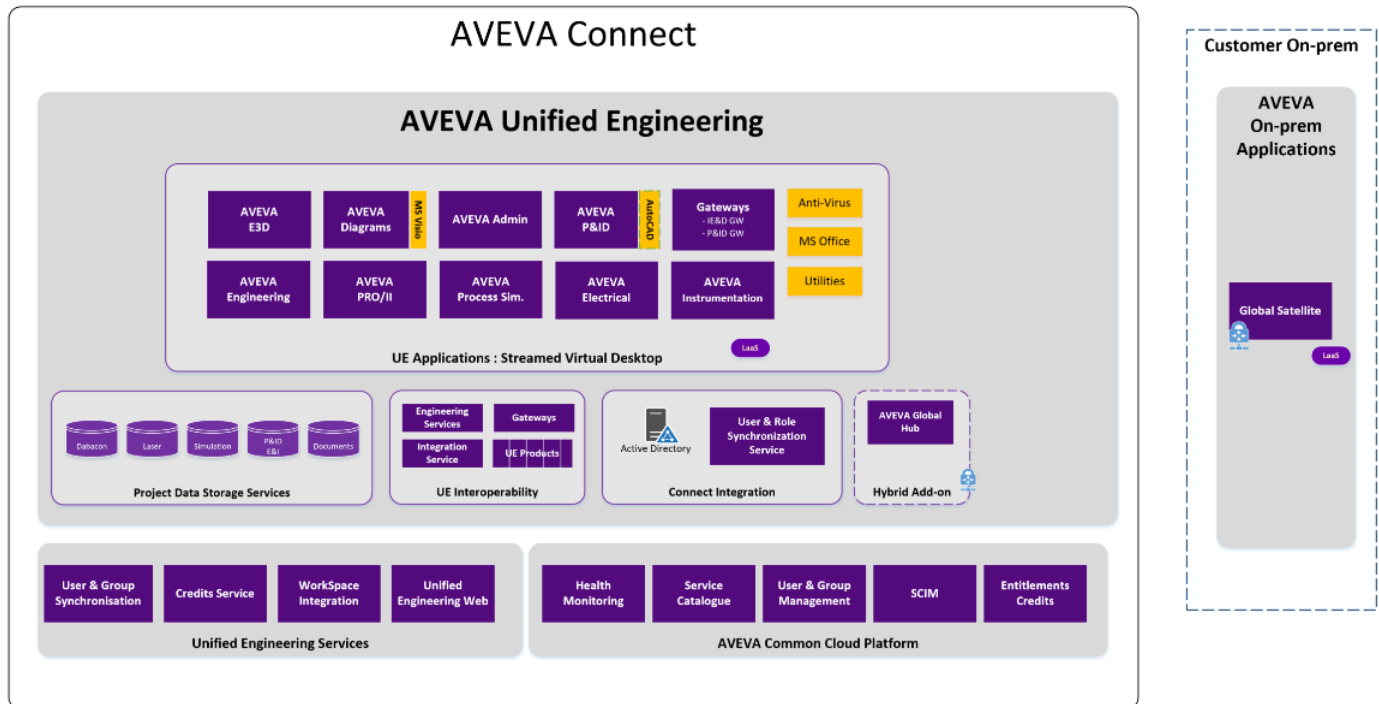 AVEVA Connect
AVEVA Unified Engineering
AVEVA
E3D
AVEVA
Diagrams
MS Visio
AVEVA Admin
AVEVA
P&ID
AutoCAD
Gateways
- IE&D GW
- P&ID GW
Anti-Virus
MS Office
Utilities
AVEVA
Engineering
AVEVA
PRO/II
AVEVA
Process Sim.
AVEVA
Electrical
AVEVA
Instrumentation
UE Applications : Streamed Virtual Desktop
LaaS
Dabacon
Laser
Simulation
P&ID
E&I
Documents
Project Data Storage Services
Engineering
Services
Gateways
Integration
Service
UE Products
UE Interoperability
Active Directory
User & Role
Synchronization
Service
Connect Integration
AVEVA Global
Hub
Hybrid Add-on
User & Group
Synchronisation
Credits Service
WorkSpace
Integration
Unified
Engineering Web
Unified Engineering Services
Health
Monitoring
Service
Catalogue
User & Group
Management
SCIM
Entitlements
Credits
AVEVA Common Cloud Platform
Customer On-prem
AVEVA
On-prem
Applications
Global Satellite
LaaS